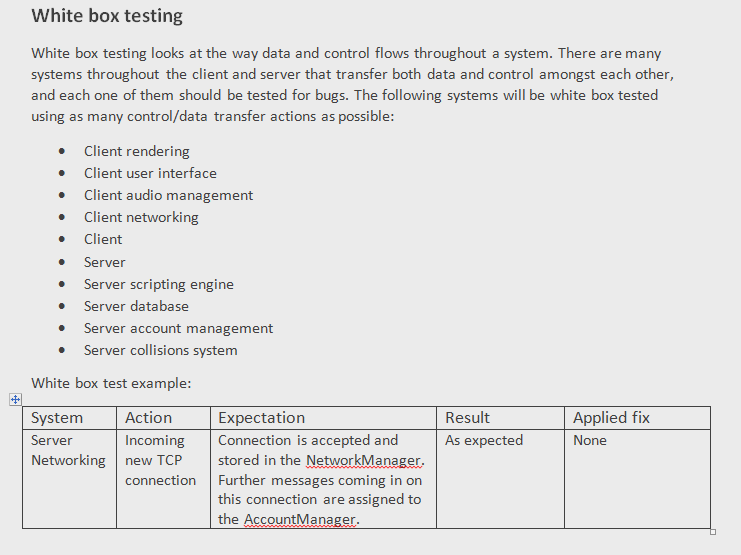 White box testing
White box testing looks at the way data and control flows throughout a system. There are many
systems throughout the client and server that transfer both data and control amongst each other,
and each one of them should be tested for bugs. The following systems will be white box tested
using as many control/data transfer actions as possible:
• Client rendering
• Client user interface
• Client audio management
• Client networking
• Client
• Server
• Server scripting engine
• Server database
• Server account management
• Server collisions system
White box test example:
System Action Expectation Result Applied fix
Server Incoming Connection is accepted and As expected None
Networking new TCP stored in the NetworkManager.
connection Further messages coming in on
this connection are assigned to
the AccountManager.